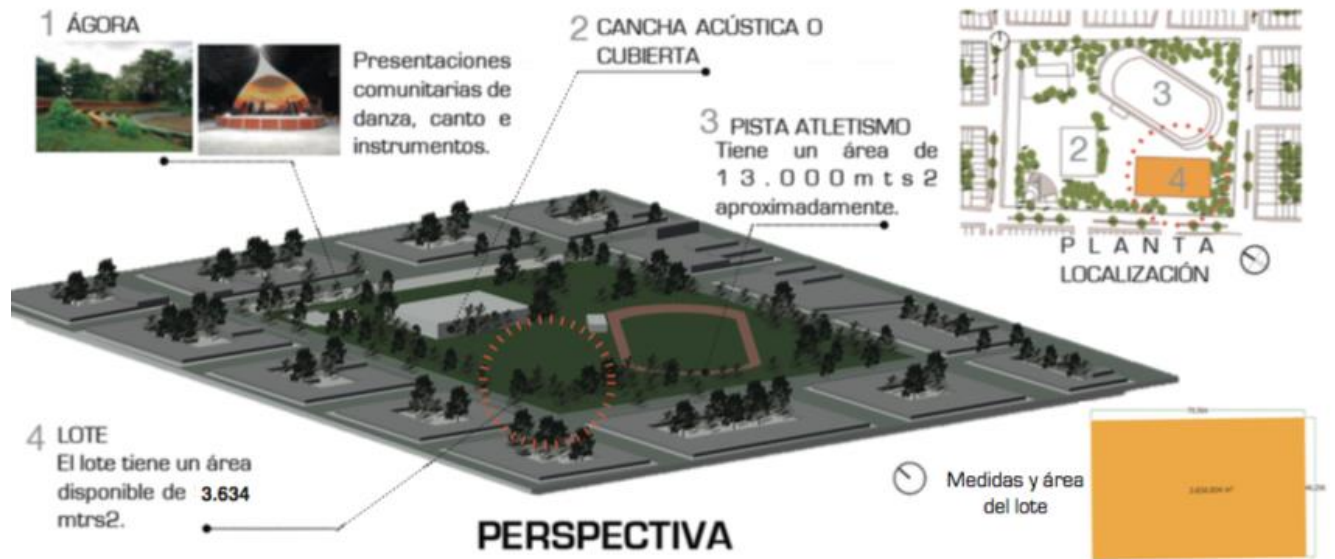 1 ÁGORA
Presentaciones
comunitarias de
danza, canto e
instrumentos.
2 CANCHA ACÚSTICA O
CUBIERTA
3 PISTA ATLETISMO
Tiene un área de
13.000mts2
aproximadamente.
3
2
4
PLANTA
LOCALIZACIÓN
4 LOTE
El lote tiene un área
disponible de 3.634
mtrs2.
PERSPECTIVA
Medidas y área
del lote